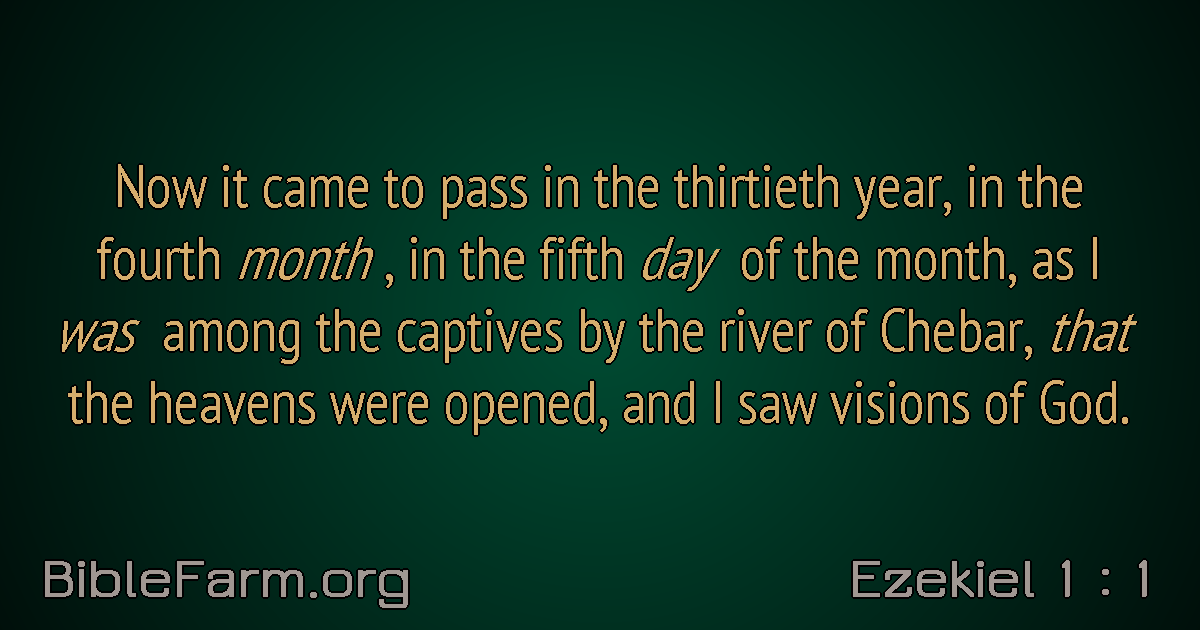 Now it came to pass in the thirtieth year, in the
fourth month , in the fifth day of the month, as I
was among the captives by the river of Chebar, that
the heavens were opened, and I saw visions of God.
BibleFarm.org
Ezekiel 1 : 1